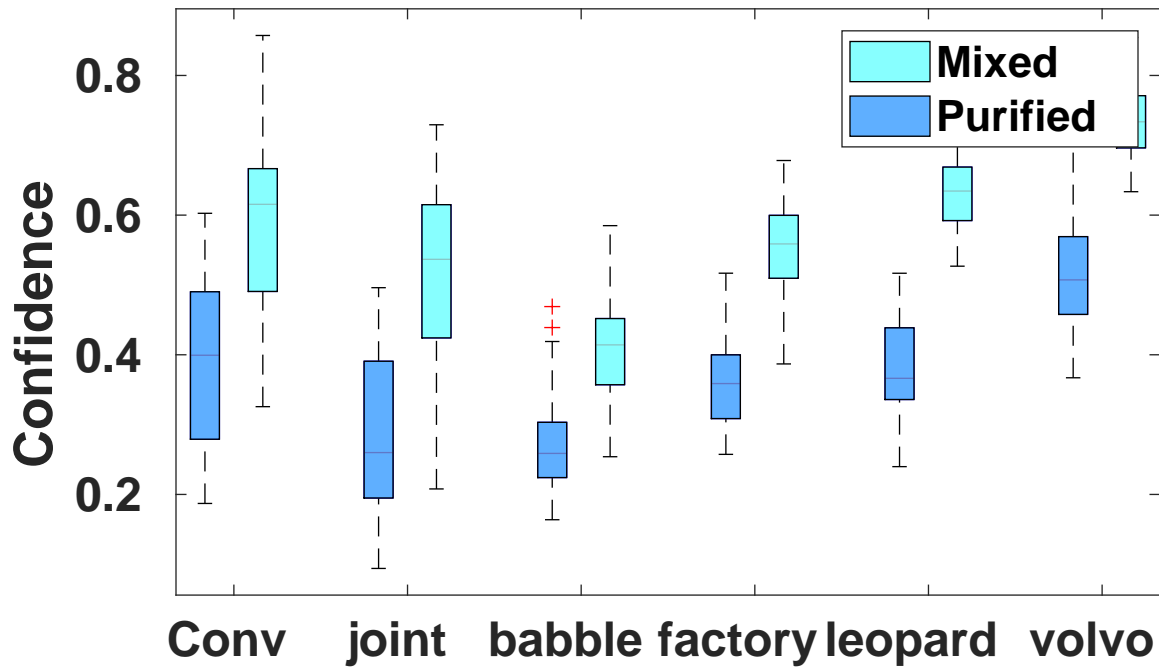 Mixed
Purified
Confidence
0.8
0.6
0.4
0.2
Conv joint babble factory leopard volvo